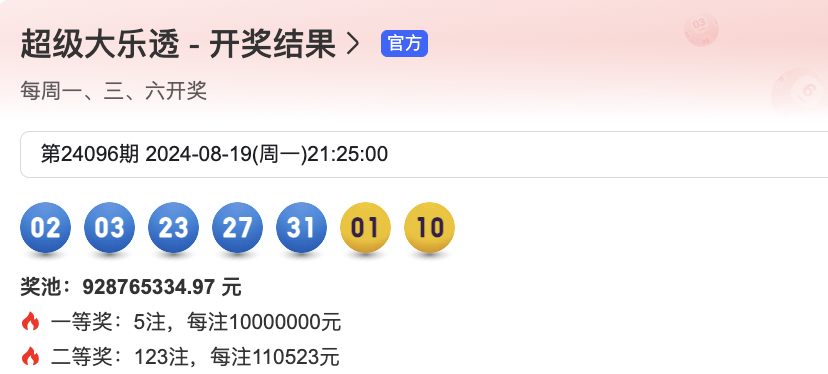 超级大乐透 - 开奖结果 > 官方
每周一、三、六开奖
第24096期 2024-08-19(周一)21:25:00
02 03 23 27 31 01 10
奖池：928765334.97 元
一等奖：5注，每注10000000元
二等奖：123注，每注110523元